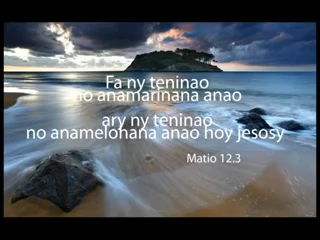 Fa ny teninao
no anamarinana anao
ary ny teninao
no anamelohana anao hoy jesosy
Matio 12.3